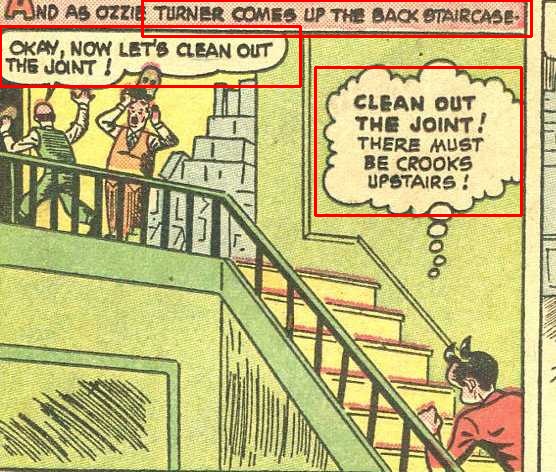 AND AS OZZIE TURNER COMES UP THE BACK STAIRCASE.
OKAY, NOW LET'S CLEAN OUT
THE JOINT!
CLEAN OUT
THE JOINT!
THERE MUST
BE CROOKS
UPSTAIRS!